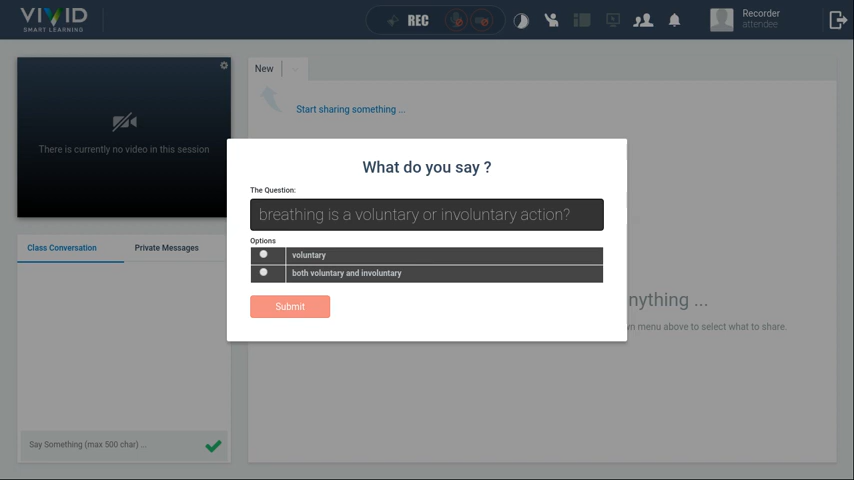 VIVID
SMART LEARNING
REC
Recorder
attendee
New
Start sharing something ...
There is currently no video in this session
What do you say ?
The Question:
breathing is a voluntary or involuntary action?
Options
voluntary
both voluntary and involuntary
Submit
Class Conversation
Private Messages
nything ...
n menu above to select what to share.
Say Something (max 500 char) ...